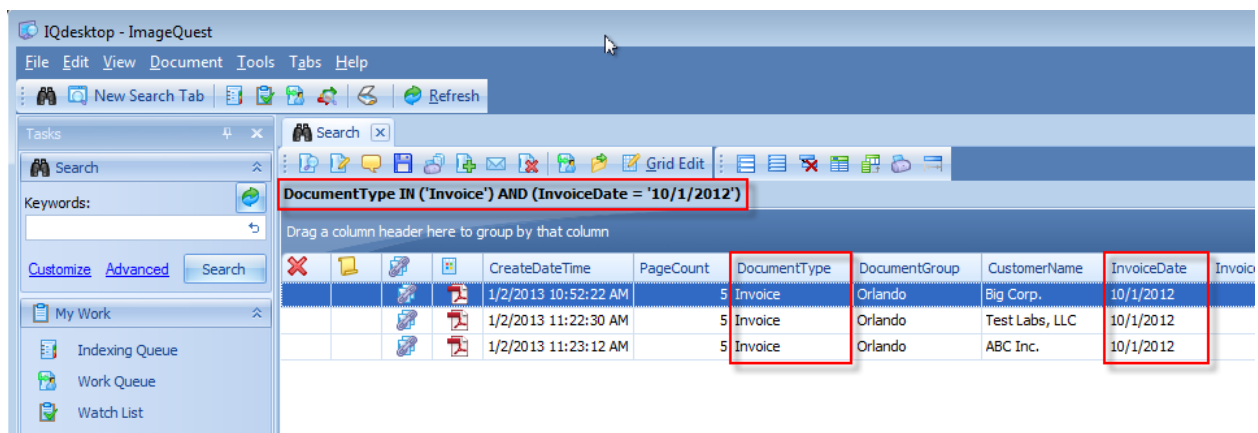 IQdesktop - ImageQuest
File Edit View Document Tools Tabs Help
New Search Tab Refresh
Tasks
Search
Search
Grid Edit
Keywords:
DocumentType IN ('Invoice') AND (InvoiceDate = '10/1/2012')
Drag a column header here to group by that column
Customize Advanced Search
CreateDateTime PageCount DocumentType DocumentGroup CustomerName InvoiceDate Invoic
1/2/2013 10:52:22 AM 5 Invoice Orlando Big Corp. 10/1/2012
1/2/2013 11:22:30 AM 5 Invoice Orlando Test Labs, LLC 10/1/2012
1/2/2013 11:23:12 AM 5 Invoice Orlando ABC Inc. 10/1/2012
My Work
Indexing Queue
Work Queue
Watch List